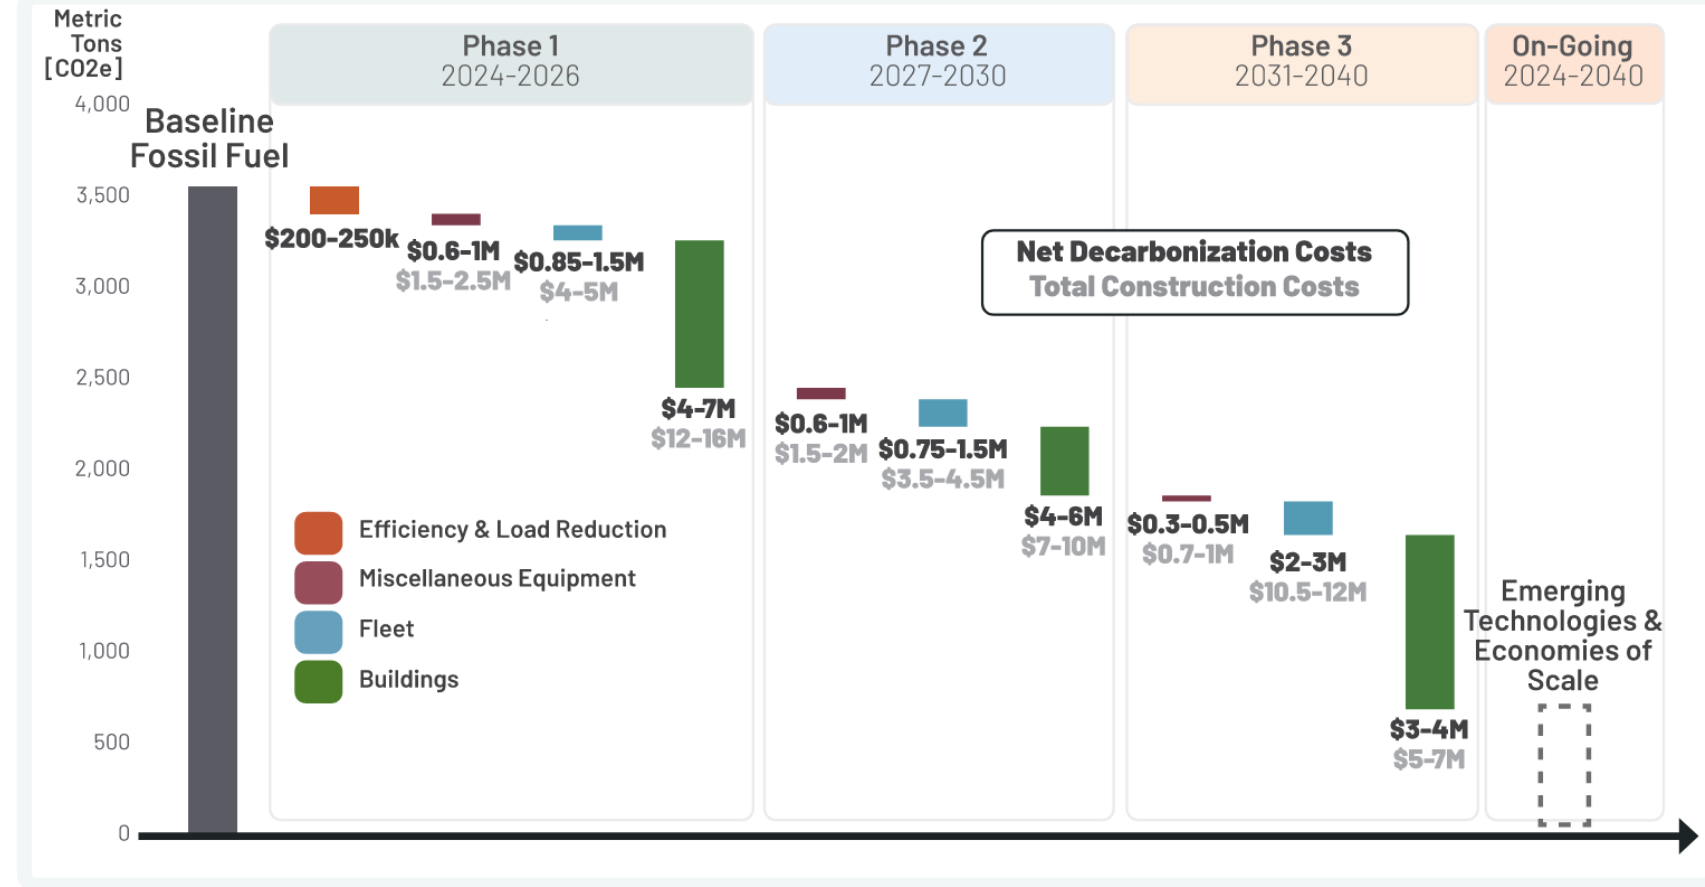 Metric
Tons
[CO2e]
Phase 1
2024-2026
Phase 2
2027-2030
Phase 3
2031-2040
On-Going
2024-2040
4,000
3,500
3,000
2,500
2,000
1,500
1,000
500
0
Baseline
Fossil Fuel
$200-250k
$0.6-1M
$1.5-2.5M
$0.85-1.5M
$4-5M
$4-7M
$12-16M
Net Decarbonization Costs
Total Construction Costs
$0.6-1M
$1.5-2M
$0.75-1.5M
$3.5-4.5M
$4-6M
$7-10M
$0.3-0.5M
$0.7-1M
$2-3M
$10.5-12M
$3-4M
$5-7M
Efficiency & Load Reduction
Miscellaneous Equipment
Fleet
Buildings
Emerging
Technologies &
Economies of
Scale